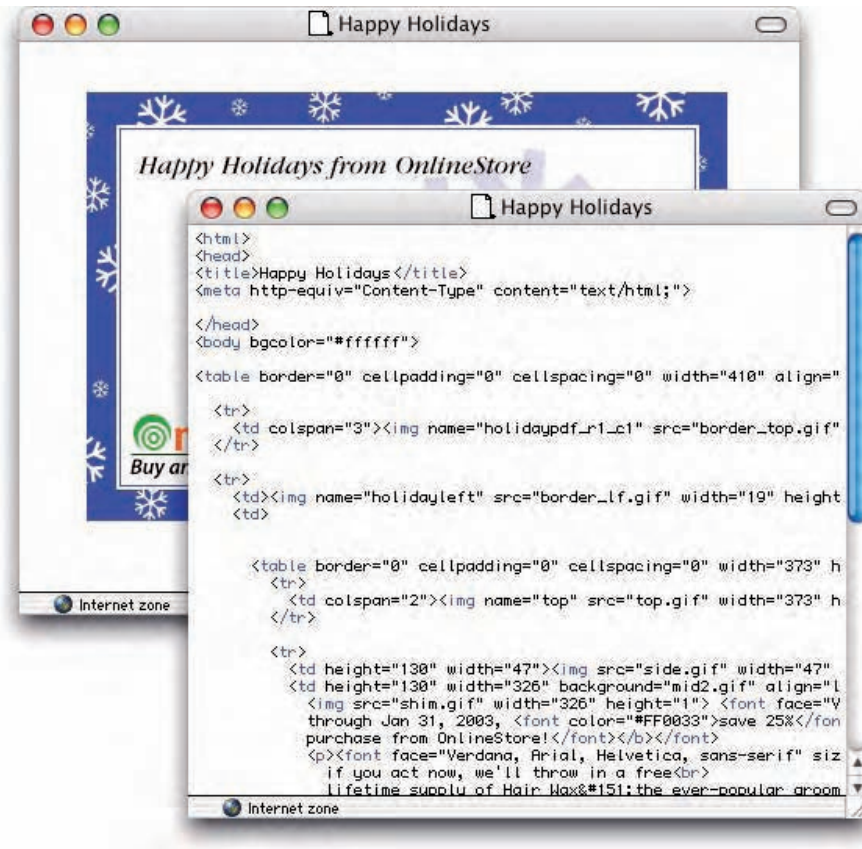 Happy Holidays
Happy Holidays from OnlineStore
Buy an
Internet zone
Happy Holidays
<html>
<head>
<title>Happy Holidays</title>
<meta http-equiv="Content-Type" content="text/html;">
</head>
<body bgcolor="#ffffff">
<table border="0" cellpadding="0" cellspacing="0" width="410" align="
<tr>
<td colspan="3"><img name="holidaypdf_r1_c1" src="border_top.gif"
</tr>
<tr>
<td><img name="holidayleft" src="border_lf.gif" width="19" height
<td>
<table border="0" cellpadding="0" cellspacing="0" width="373" h
<tr>
<td colspan="2"><img name="top" src="top.gif" width="373" h
</tr>
<tr>
<td height="130" width="47"><img src="side.gif" width="47"
<td height="130" width="326" background="mid2.gif" align="l
<img src="shim.gif" width="326" height="1"> <font face="V
through Jan 31, 2003, <font color="#FF0033">save 25%</fon
purchase from OnlineStore!</font></b></font>
<p><font face="Verdana, Arial, Helvetica, sans-serif" siz
if you act now, we'll throw in a free<br>
lifetime supply of Hair Wax&#151;the ever-popular groom
Internet zone